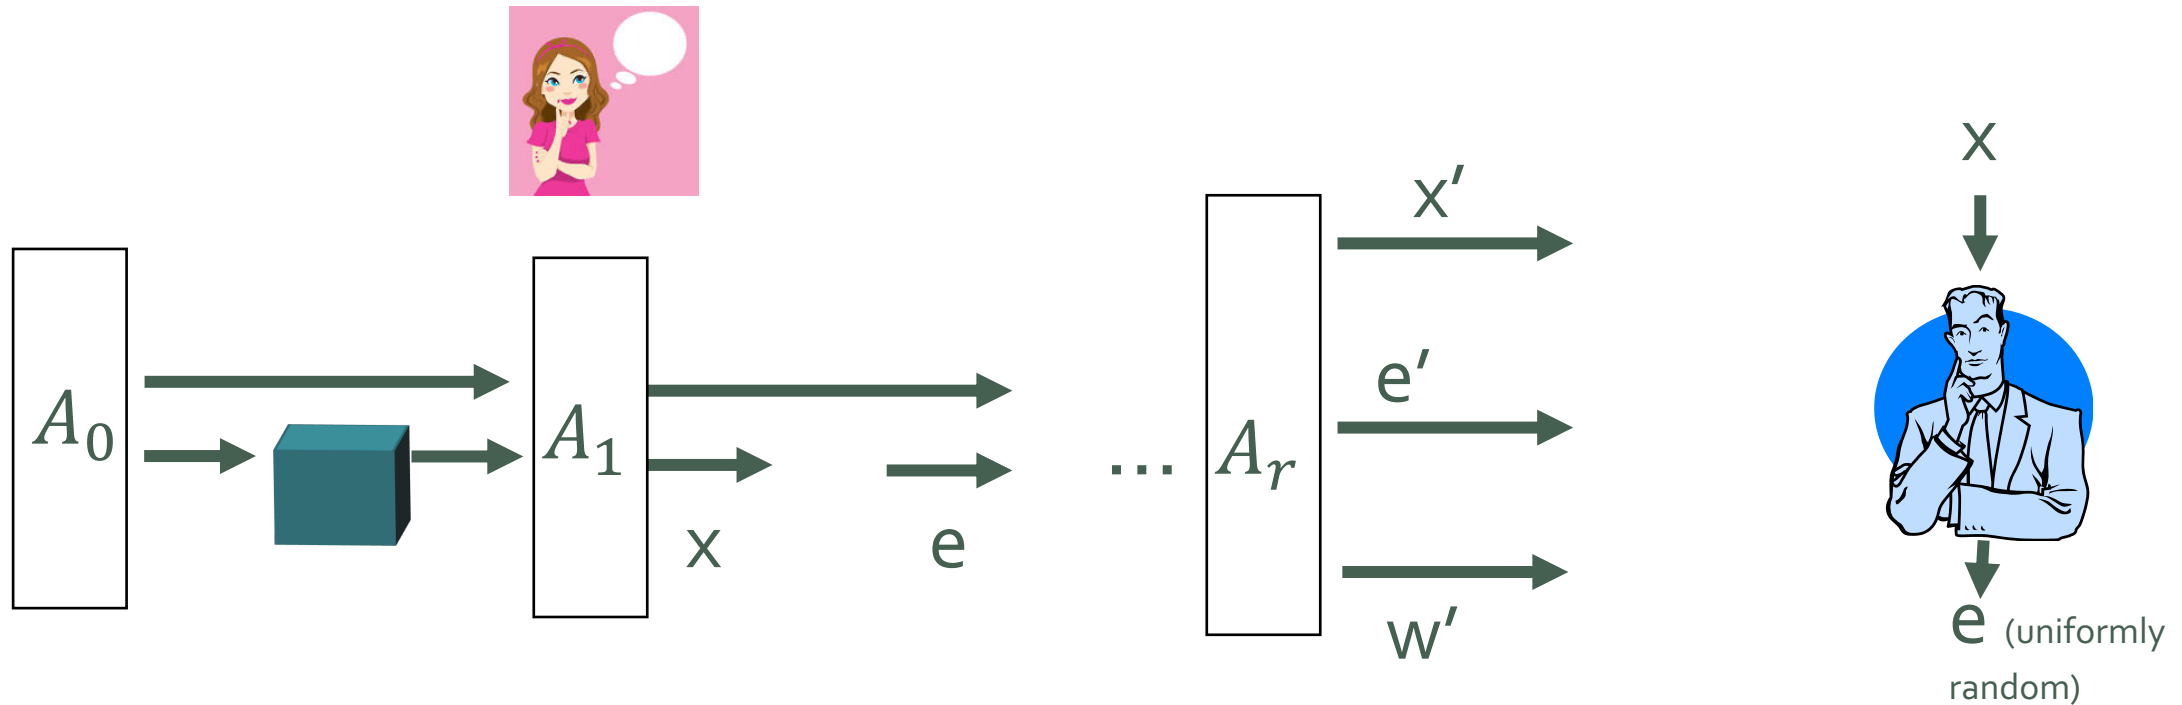 x
x’
e’
A₀
A₁
… Aᵣ
x
e
w’
e (uniformly
random)